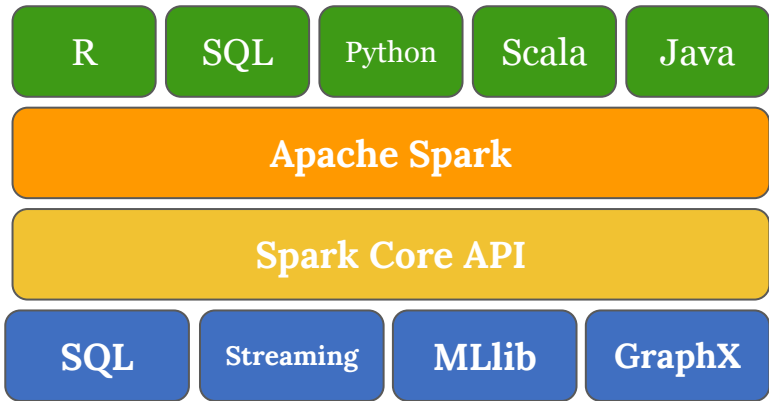 R SQL Python Scala Java
Apache Spark
Spark Core API
SQL Streaming MLlib GraphX